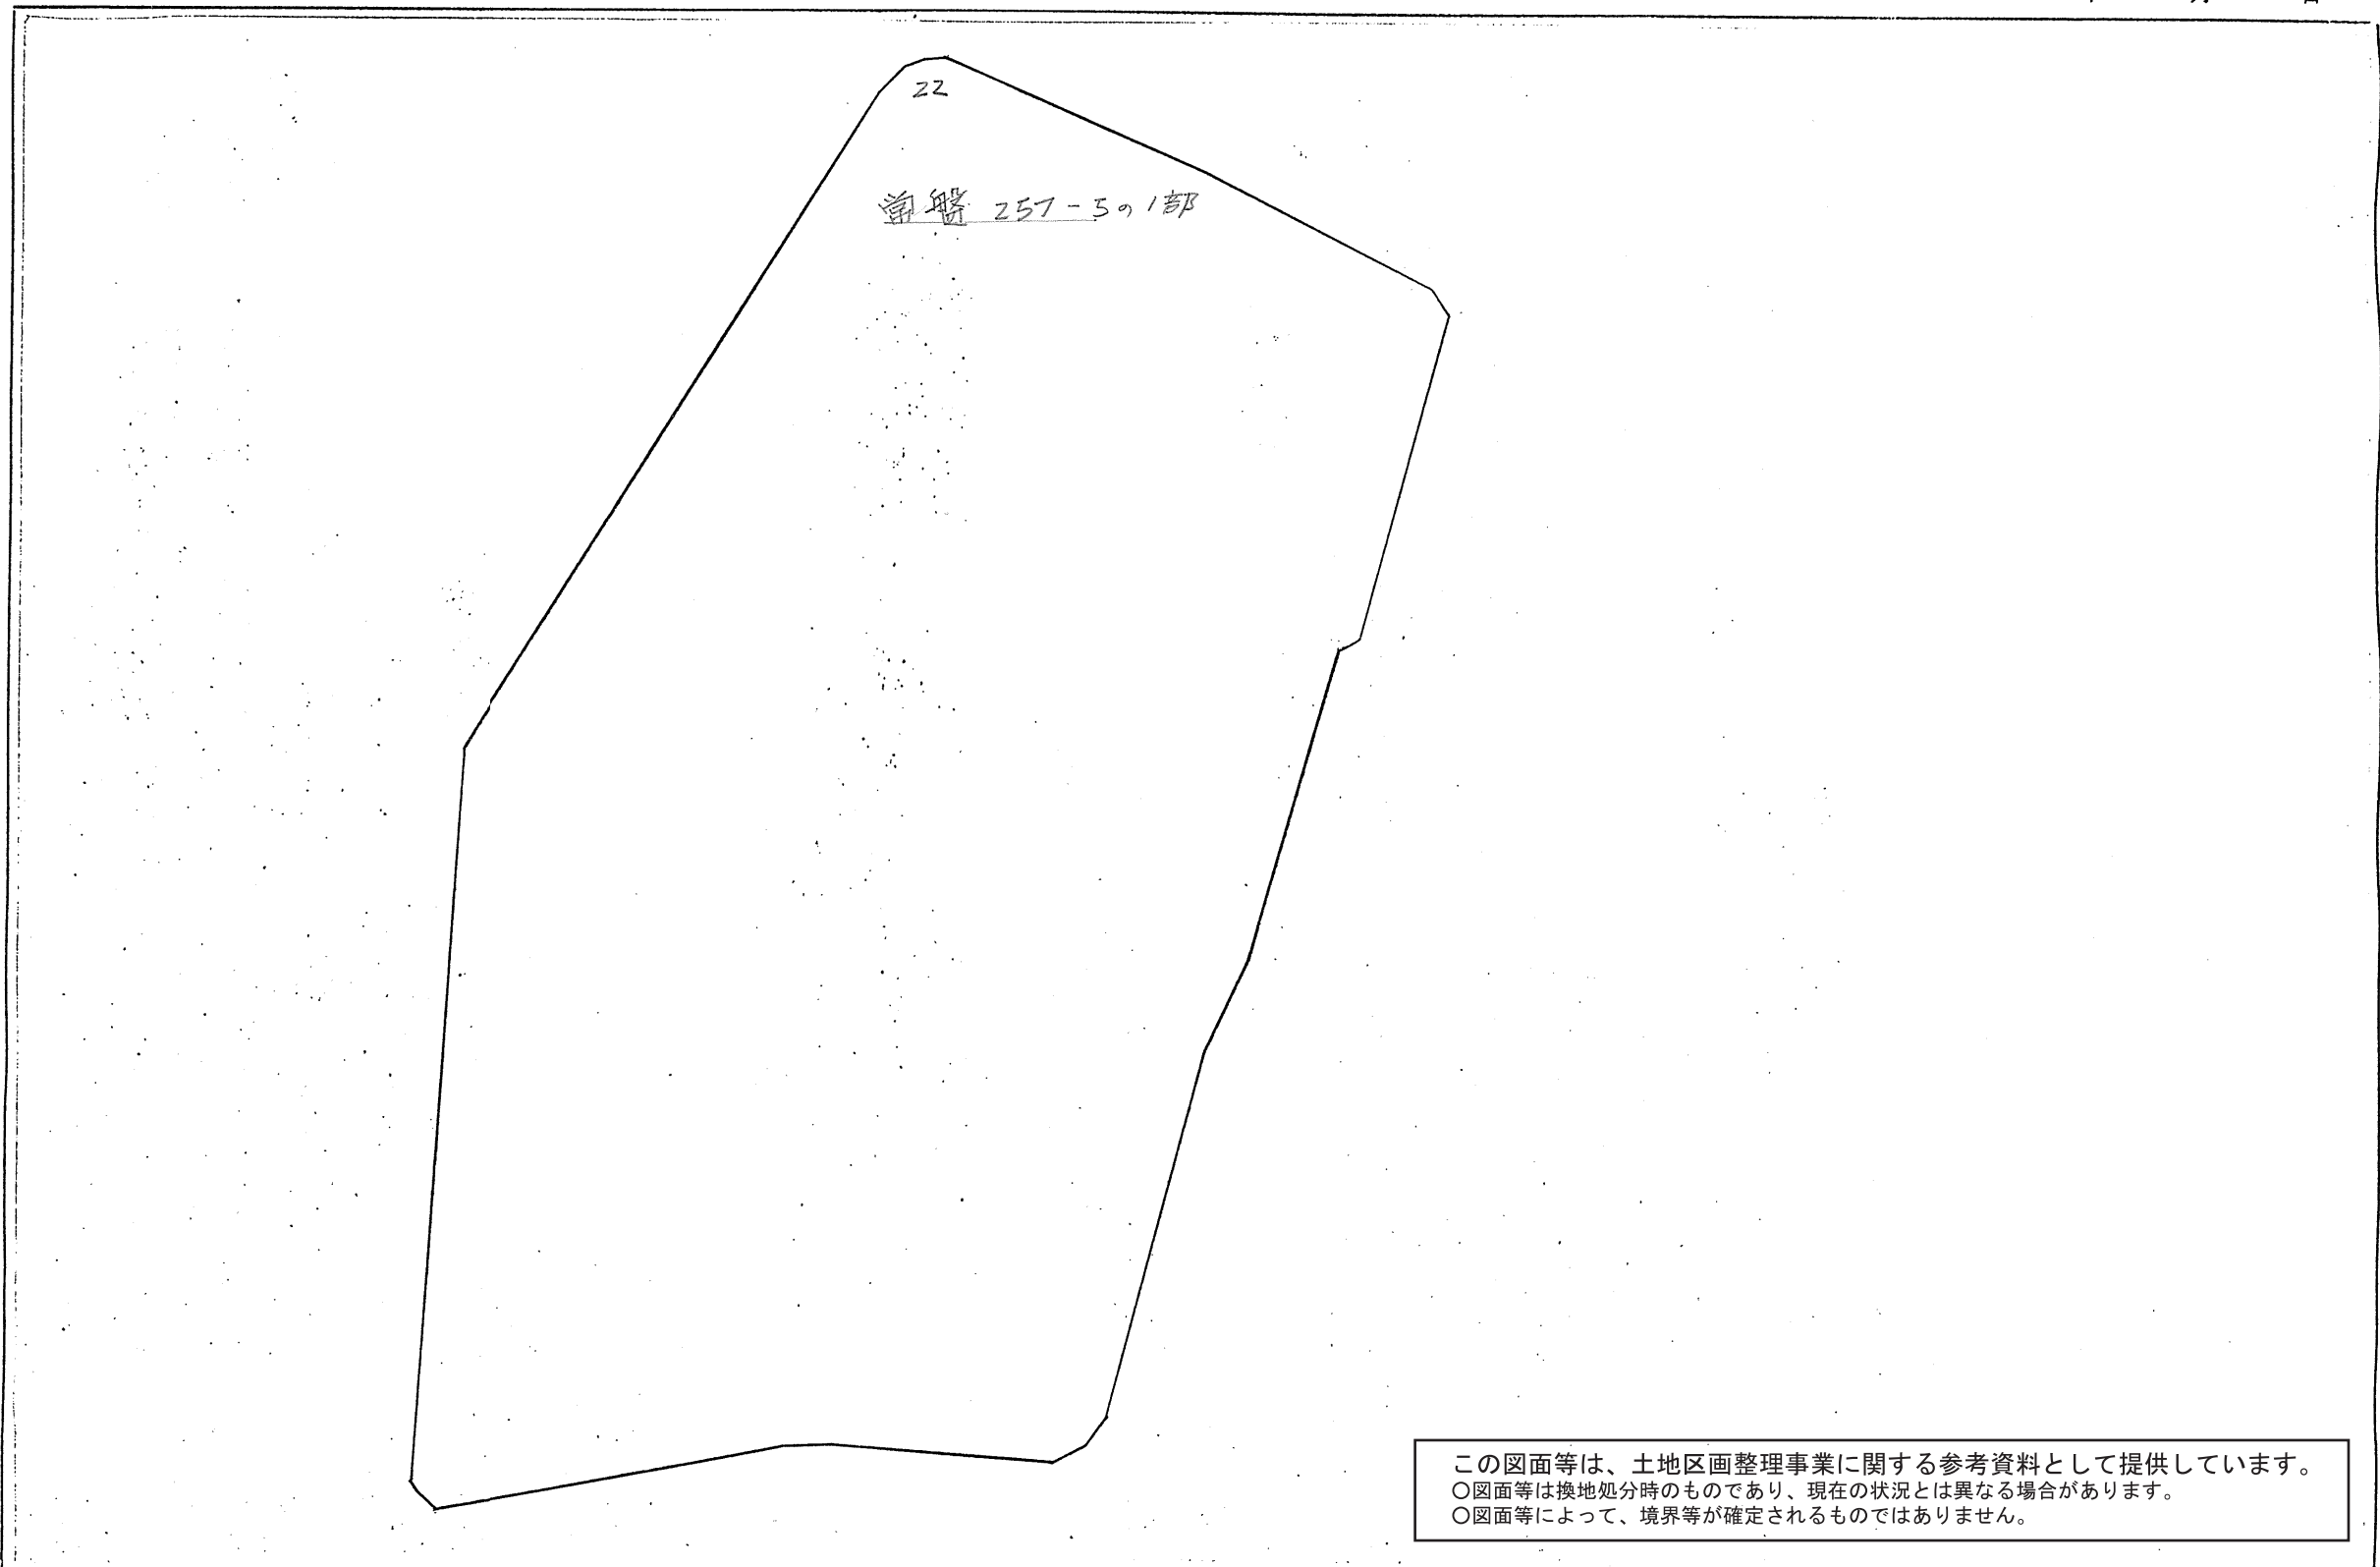 月 日
22
常盤 257-5の1部
この図面等は、土地区画整理事業に関する参考資料として提供しています。
○図面等は換地処分時のものであり、現在の状況とは異なる場合があります。
○図面等によって、境界等が確定されるものではありません。